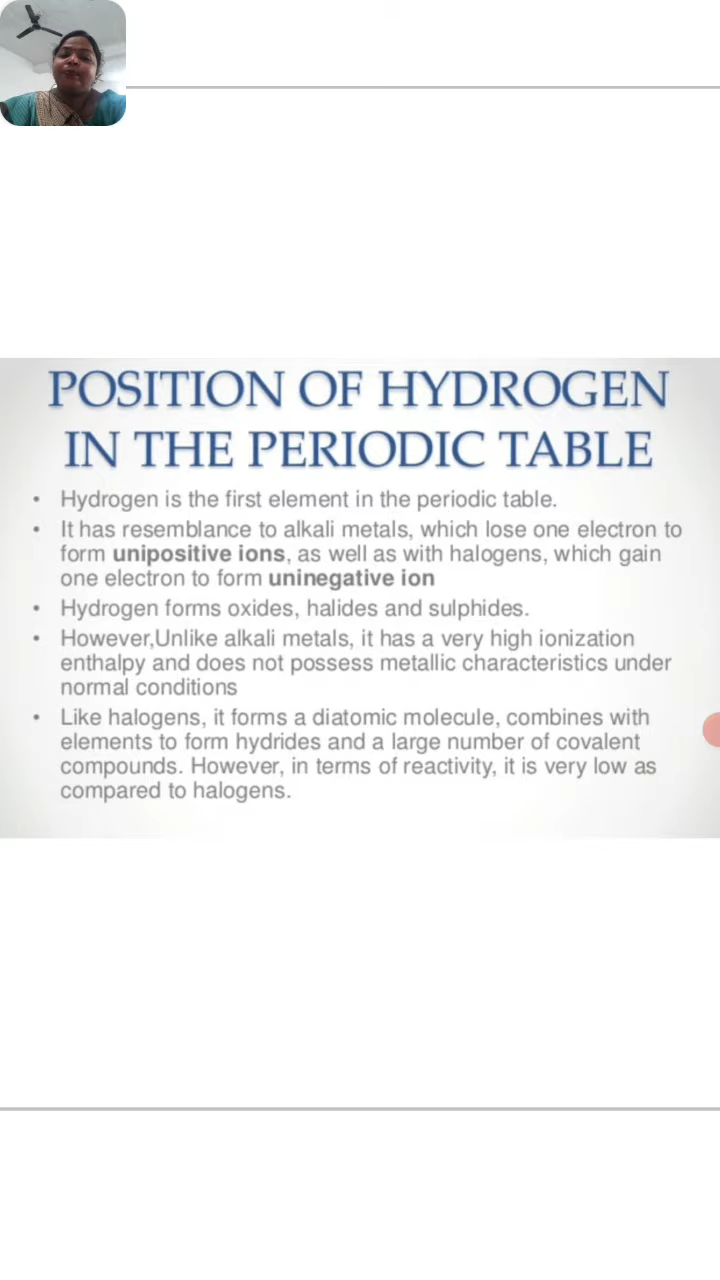 POSITION OF HYDROGEN
IN THE PERIODIC TABLE
• Hydrogen is the first element in the periodic table.
• It has resemblance to alkali metals, which lose one electron to
form unipositive ions, as well as with halogens, which gain
one electron to form uninegative ion
• Hydrogen forms oxides, halides and sulphides.
• However,Unlike alkali metals, it has a very high ionization
enthalpy and does not possess metallic characteristics under
normal conditions
• Like halogens, it forms a diatomic molecule, combines with
elements to form hydrides and a large number of covalent
compounds. However, in terms of reactivity, it is very low as
compared to halogens.